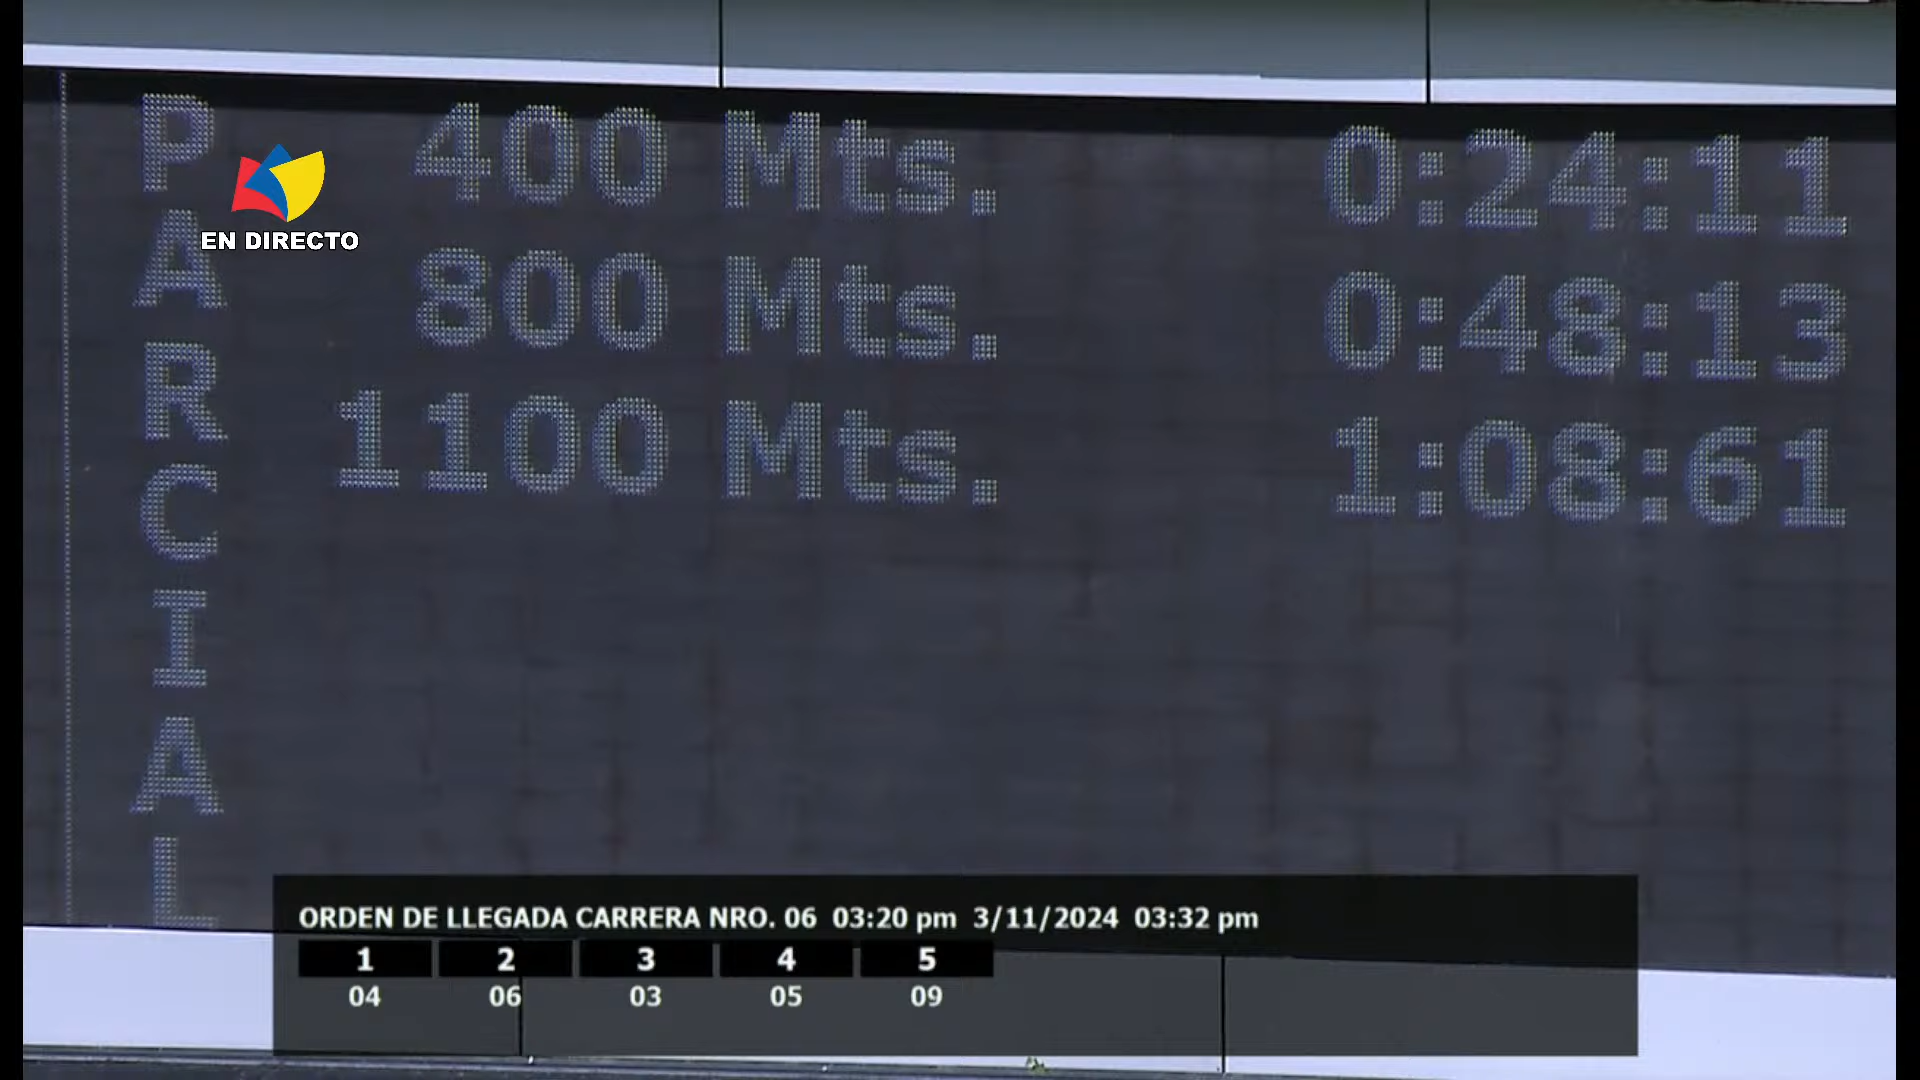 PARCIAL
400 Mts. 0:24:11
800 Mts. 0:48:13
1100 Mts. 1:08:61
EN DIRECTO
ORDEN DE LLEGADA CARRERA NRO. 06 03:20 pm 3/11/2024 03:32 pm
1 2 3 4 5
04 06 03 05 09